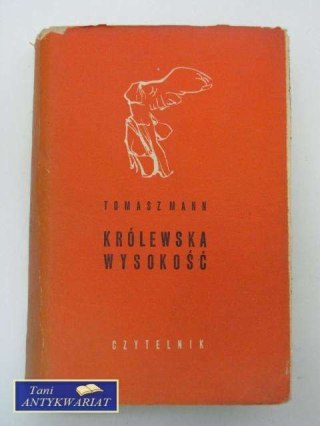 TOMASZ MANN
KRÓLEWSKA
WYSOKOŚĆ
CZYTELNIK
Tani
ANTYKWARIAT